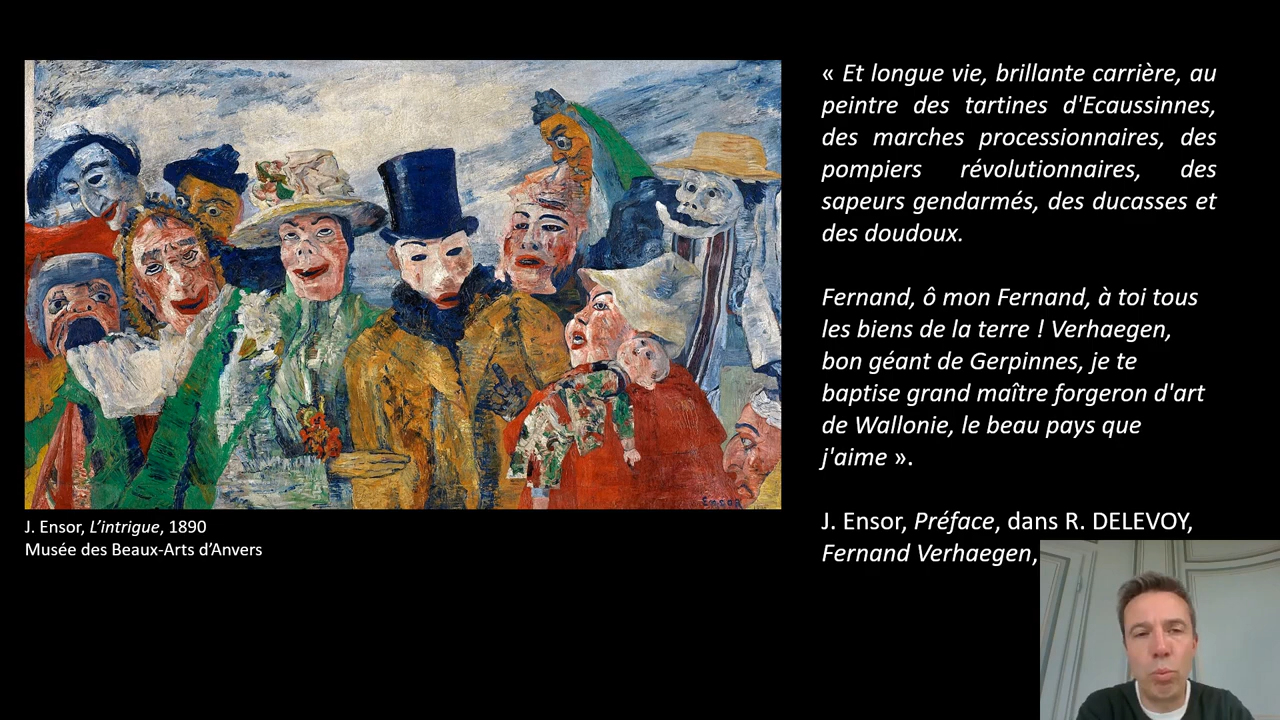 « Et longue vie, brillante carrière, au
peintre des tartines d'Ecaussinnes,
des marches processionnaires, des
pompiers révolutionnaires, des
sapeurs gendarmés, des ducasses et
des doudoux.
Fernand, ô mon Fernand, à toi tous
les biens de la terre ! Verhaegen,
bon géant de Gerpinnes, je te
baptise grand maître forgeron d'art
de Wallonie, le beau pays que
j'aime ».
J. Ensor, Préface, dans R. DELEVOY,
Fernand Verhaegen,
ENSOR
J. Ensor, L'intrigue, 1890
Musée des Beaux-Arts d'Anvers